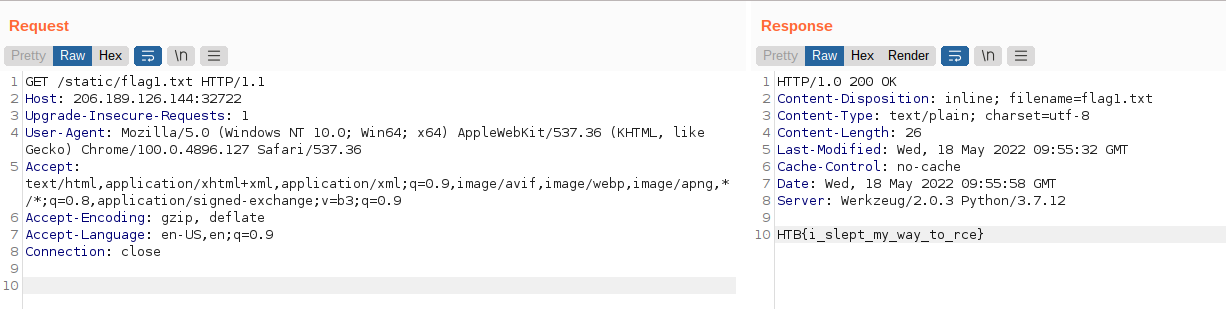 Request
Pretty Raw Hex \n
1 GET /static/flag1.txt HTTP/1.1
2 Host: 206.189.126.144:32722
3 Upgrade-Insecure-Requests: 1
4 User-Agent: Mozilla/5.0 (Windows NT 10.0; Win64; x64) AppleWebKit/537.36 (KHTML, like
Gecko) Chrome/100.0.4896.127 Safari/537.36
5 Accept:
text/html,application/xhtml+xml,application/xml;q=0.9,image/avif,image/webp,image/apng,*
/*;q=0.8,application/signed-exchange;v=b3;q=0.9
6 Accept-Encoding: gzip, deflate
7 Accept-Language: en-US,en;q=0.9
8 Connection: close
9
10
Response
Pretty Raw Hex Render \n
1 HTTP/1.0 200 OK
2 Content-Disposition: inline; filename=flag1.txt
3 Content-Type: text/plain; charset=utf-8
4 Content-Length: 26
5 Last-Modified: Wed, 18 May 2022 09:55:32 GMT
6 Cache-Control: no-cache
7 Date: Wed, 18 May 2022 09:55:58 GMT
8 Server: Werkzeug/2.0.3 Python/3.7.12
9
10 HTB{i_slept_my_way_to_rce}